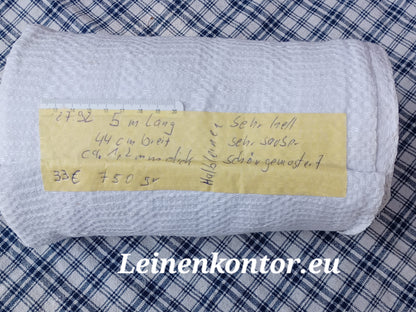 2792 5 m lang
44 cm breit
ca 1,2 mm dick
33€ 750 gr
Halbleinen
sehr hell
sehr sauber
schön gemustert
Leinenkontor.eu